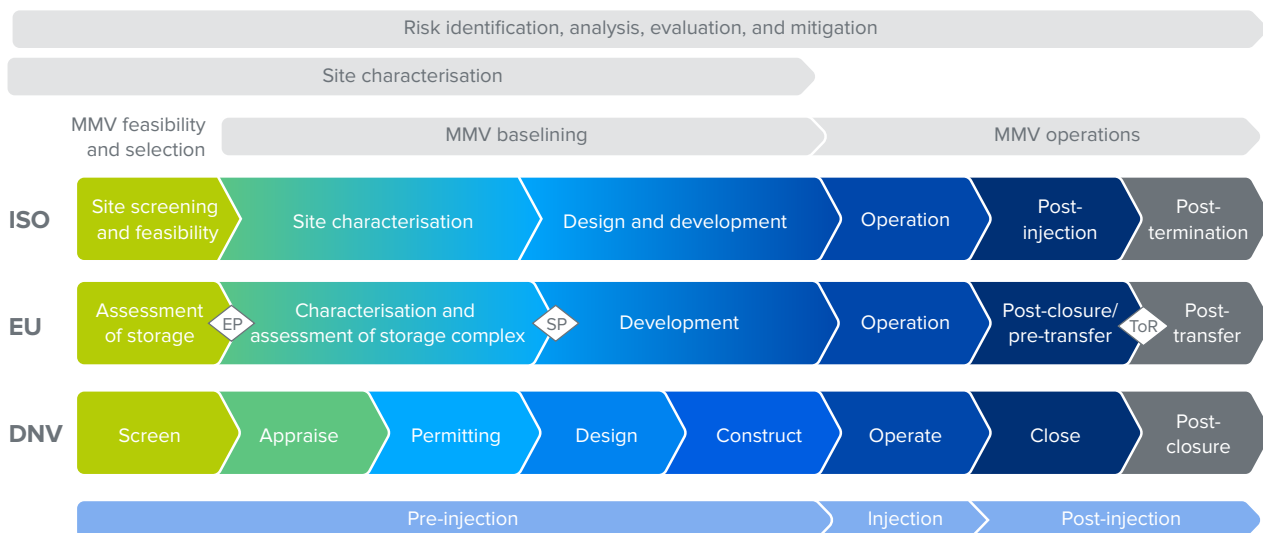 Risk identification, analysis, evaluation, and mitigation
Site characterisation
MMV feasibility
and selection
MMV baselining
MMV operations
ISO
Site screening
and feasibility
Site characterisation
Design and development
Operation
Post-
injection
Post-
termination
EU
Assessment
of storage
EP
Characterisation and
assessment of storage complex
SP
Development
Operation
Post-closure/
pre-transfer
ToR
Post-
transfer
DNV
Screen
Appraise
Permitting
Design
Construct
Operate
Close
Post-
closure
Pre-injection
Injection
Post-injection